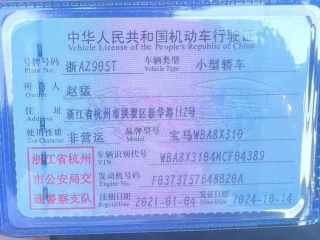 中华人民共和国机动车行驶证
Vehicle License of the People's Republic of China
号牌号码 浙AZ905T 车辆类型 小型轿车
Plate No. Vehicle Type
所有人 赵猛
Owner
住址 浙江省杭州市拱墅区新华路112号
Address
使用性质 非营运 品牌型号 宝马WBA8X310
Use Character Model
浙江省杭州
市公安局交
通警察支队
车辆识别代号 WBA8X3104MCF04389
VIN
发动机号码 F0373757848B20A
Engine No.
注册日期 2021-01-04 发证日期 2024-10-14
Register Date Issue Date